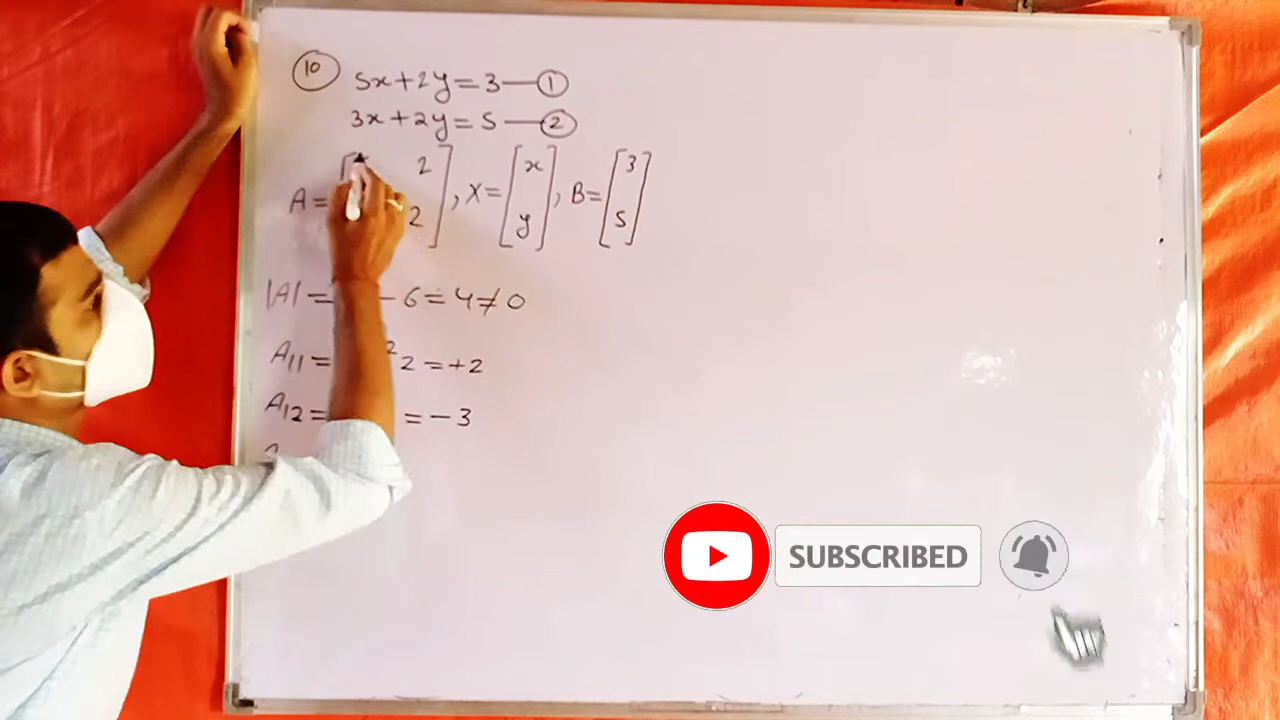 10 5x+2y=3—1
3x+2y=5—2
A=[ 2 2], X=[x y], B=[3 5]
|A|= -6=4≠0
A11= 2 2=+2
A12= =-3
SUBSCRIBED